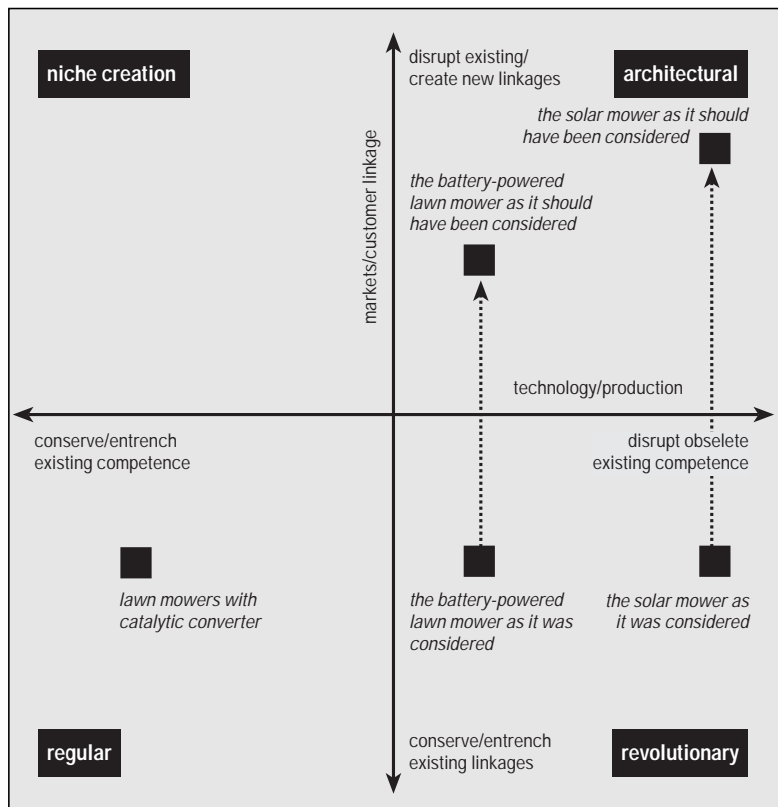 niche creation
disrupt existing/
create new linkages
architectural
the solar mower as it should
have been considered
markets/customer linkage
the battery-powered
lawn mower as it should
have been considered
technology/production
conserve/entrench
existing competence
disrupt obselete
existing competence
lawn mowers with
catalytic converter
the battery-powered
lawn mower as it was
considered
the solar mower as
it was considered
regular
conserve/entrench
existing linkages
revolutionary